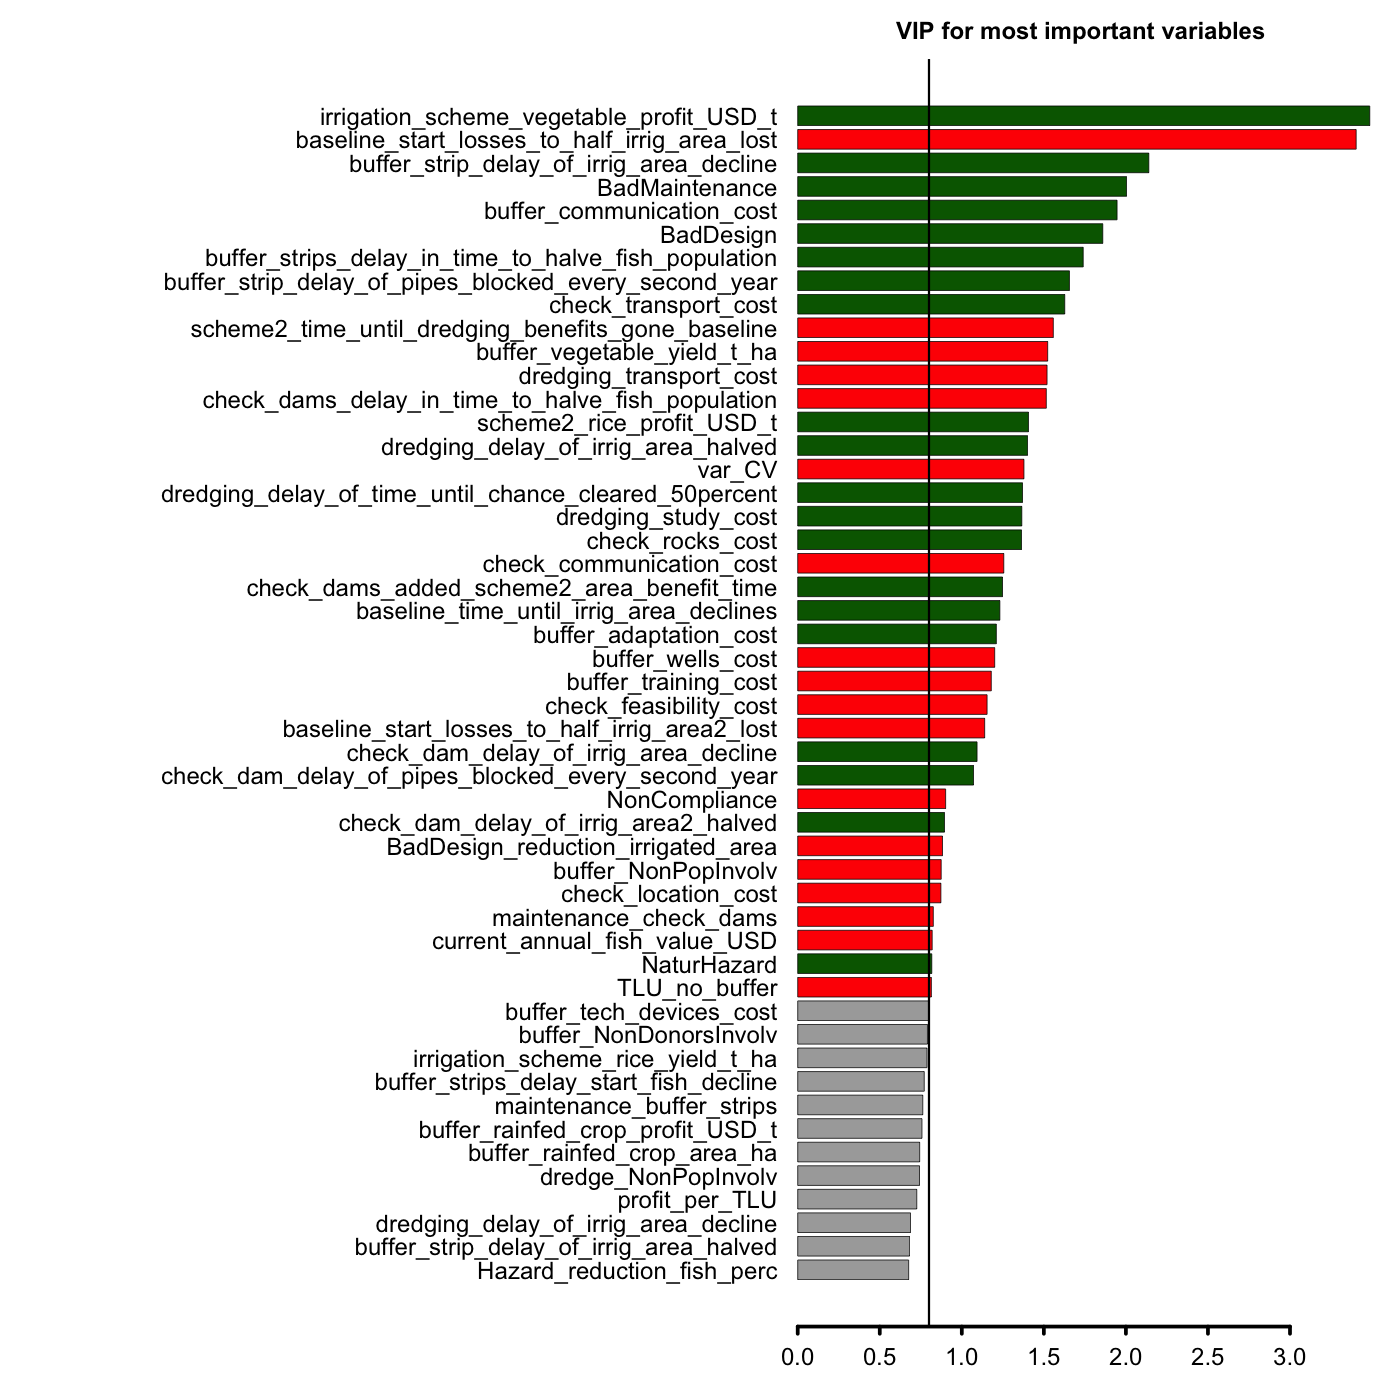 VIP for most important variables
irrigation_scheme_vegetable_profit_USD_t
baseline_start_losses_to_half_irrig_area_lost
buffer_strip_delay_of_irrig_area_decline
BadMaintenance
buffer_communication_cost
BadDesign
buffer_strips_delay_in_time_to_halve_fish_population
buffer_strip_delay_of_pipes_blocked_every_second_year
check_transport_cost
scheme2_time_until_dredging_benefits_gone_baseline
buffer_vegetable_yield_t_ha
dredging_transport_cost
check_dams_delay_in_time_to_halve_fish_population
scheme2_rice_profit_USD_t
dredging_delay_of_irrig_area_halved
var_CV
dredging_delay_of_time_until_chance_cleared_50percent
dredging_study_cost
check_rocks_cost
check_communication_cost
check_dams_added_scheme2_area_benefit_time
baseline_time_until_irrig_area_declines
buffer_adaptation_cost
buffer_wells_cost
buffer_training_cost
check_feasibility_cost
baseline_start_losses_to_half_irrig_area2_lost
check_dam_delay_of_irrig_area_decline
check_dam_delay_of_pipes_blocked_every_second_year
NonCompliance
check_dam_delay_of_irrig_area2_halved
BadDesign_reduction_irrigated_area
buffer_NonPopInvolv
check_location_cost
maintenance_check_dams
current_annual_fish_value_USD
NaturHazard
TLU_no_buffer
buffer_tech_devices_cost
buffer_NonDonorsInvolv
irrigation_scheme_rice_yield_t_ha
buffer_strips_delay_start_fish_decline
maintenance_buffer_strips
buffer_rainfed_crop_profit_USD_t
buffer_rainfed_crop_area_ha
dredge_NonPopInvolv
profit_per_TLU
dredging_delay_of_irrig_area_decline
buffer_strip_delay_of_irrig_area_halved
Hazard_reduction_fish_perc
0.0 0.5 1.0 1.5 2.0 2.5 3.0